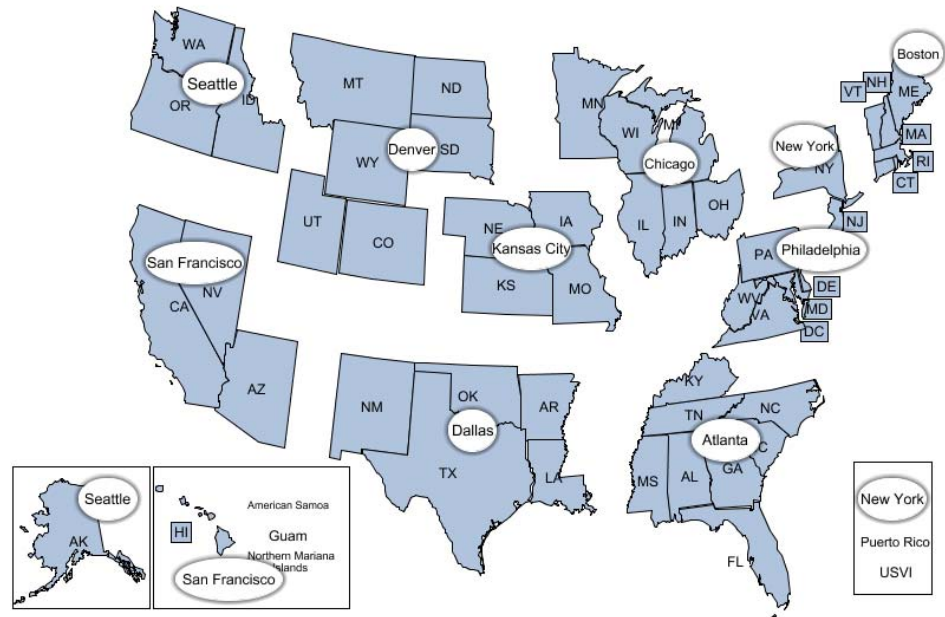 Boston
WA
MT
ND
Seattle
ID
OR
MN
VT
NH
ME
WI
MI
MA
New York
RI
CT
NY
Denver
SD
WY
Chicago
UT
CO
NE
IA
Kansas City
KS
MO
IL
IN
OH
NJ
PA
Philadelphia
San Francisco
NV
CA
WV
VA
DE
MD
DC
AZ
NM
OK
AR
Dallas
TX
LA
KY
TN
NC
Atlanta
C
MS
AL
GA
FL
Seattle
AK
American Samoa
HI
Guam
Northern Mariana
Islands
San Francisco
New York
Puerto Rico
USVI